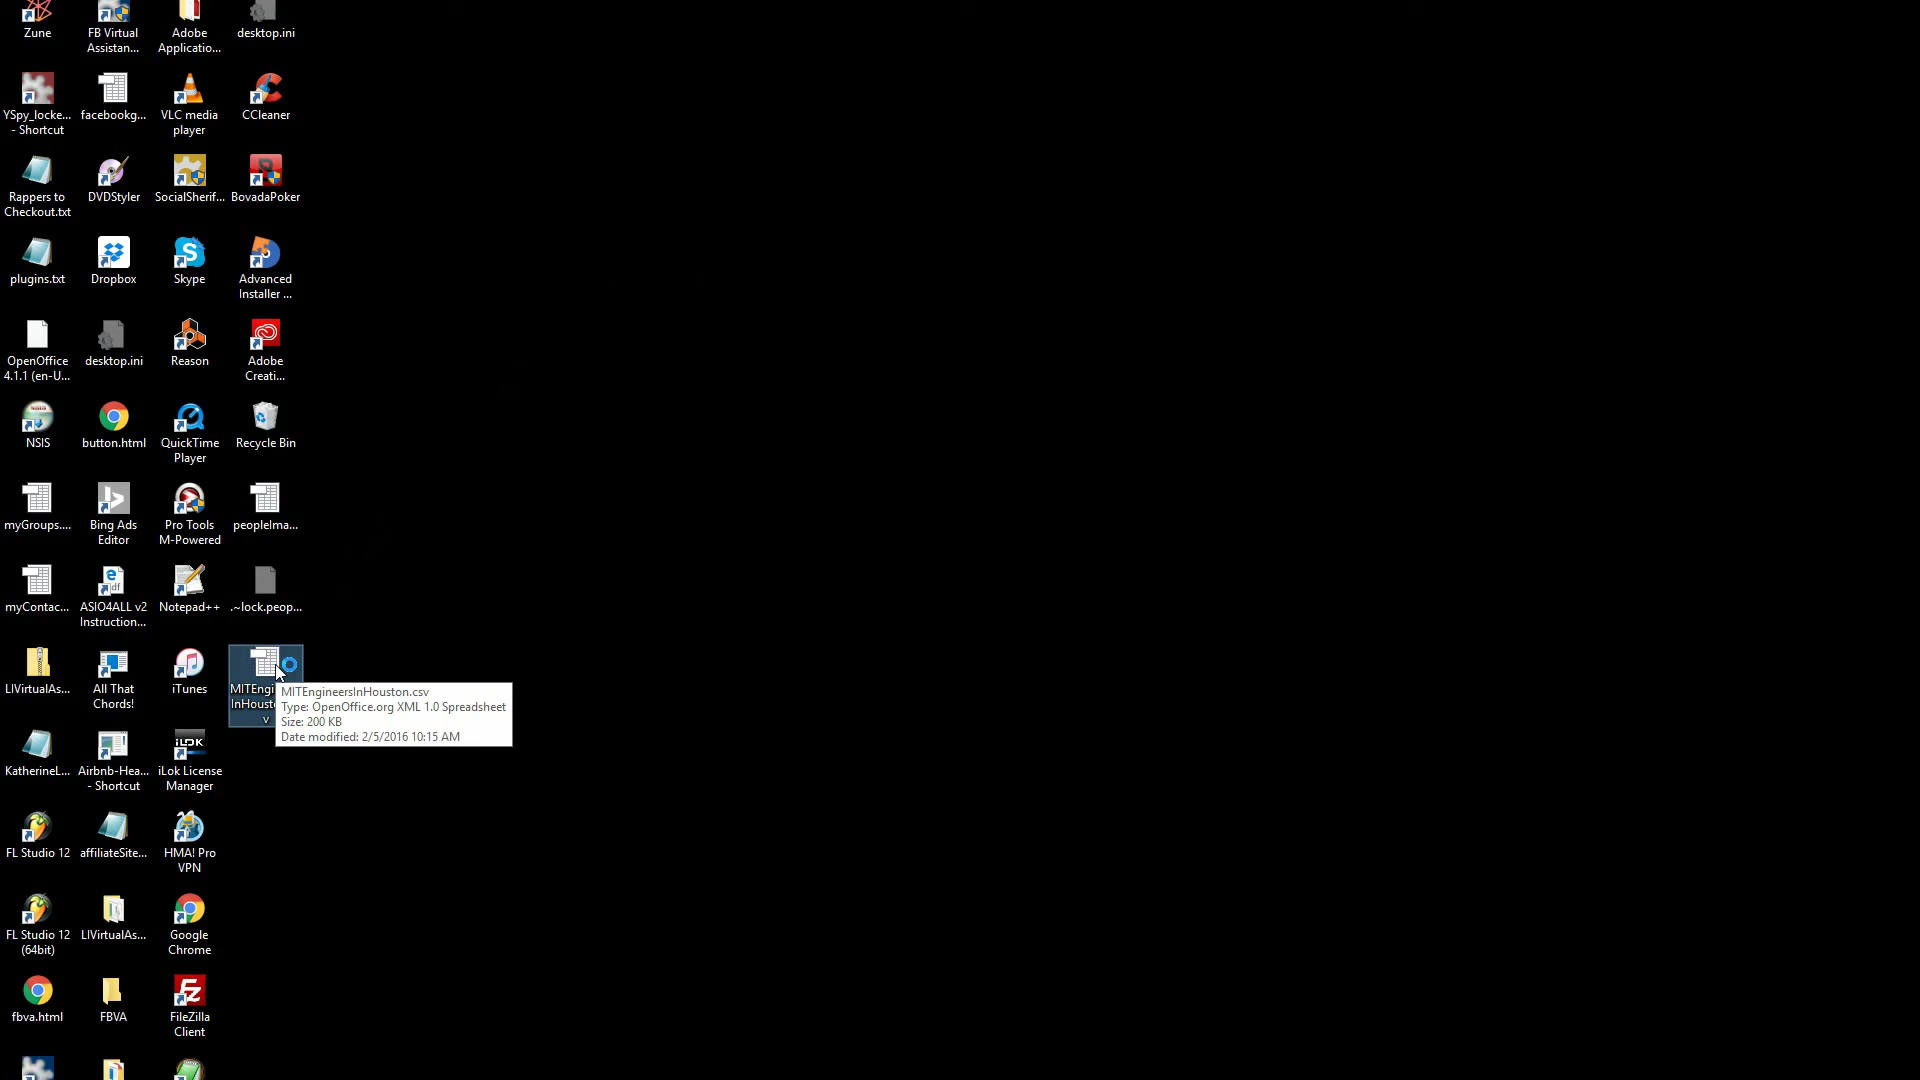 Zune
FB Virtual
Assistan...
Adobe
Applicatio...
desktop.ini
YSpy_locke...
- Shortcut
facebookg...
VLC media
player
CCleaner
Rappers to
Checkout.txt
DVDStyler
SocialSherif...
BovadaPoker
plugins.txt
Dropbox
Skype
Advanced
Installer ...
OpenOffice
4.1.1 (en-U...
desktop.ini
Reason
Adobe
Creati...
NSIS
button.html
QuickTime
Player
Recycle Bin
myGroups....
Bing Ads
Editor
Pro Tools
M-Powered
peopleIma...
myContac...
ASIO4ALL v2
Instruction...
Notepad++
.~lock.peop...
LIVirtualAs...
All That
Chords!
iTunes
MITEngi
InHoust
v
MITEngineersInHouston.csv
Type: OpenOffice.org XML 1.0 Spreadsheet
Size: 200 KB
Date modified: 2/5/2016 10:15 AM
KatherineL...
Airbnb-Hea...
- Shortcut
iLOK
iLok License
Manager
FL Studio 12
affiliateSite...
HMA! Pro
VPN
FL Studio 12
(64bit)
LIVirtualAs...
Google
Chrome
fbva.html
FBVA
FileZilla
Client